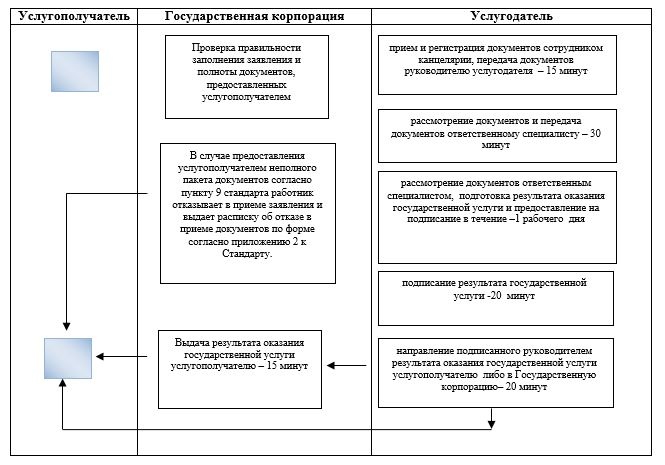 Услугополучатель
Государственная корпорация
Услугодатель
Проверка правильности
заполнения заявления и
полноты документов,
предоставленных
услугополучателем
В случае предоставления
услугополучателем неполного
пакета документов согласно
пункту 9 стандарта работник
отказывает в приеме заявления и
выдает расписку об отказе в
приеме документов по форме
согласно приложению 2 к
Стандарту.
Выдача результата оказания
государственной услуги
услугополучателю – 15 минут
прием и регистрация документов сотрудником
канцелярии, передача документов
руководителю услугодателя – 15 минут
рассмотрение документов и передача
документов ответственному специалисту – 30
минут
рассмотрение документов ответственным
специалистом, подготовка результата оказания
государственной услуги и предоставление на
подписание в течение –1 рабочего дня
подписание результата государственной
услуги -20 минут
направление подписанного руководителем
результата оказания государственной услуги
услугополучателю либо в Государственную
корпорацию– 20 минут